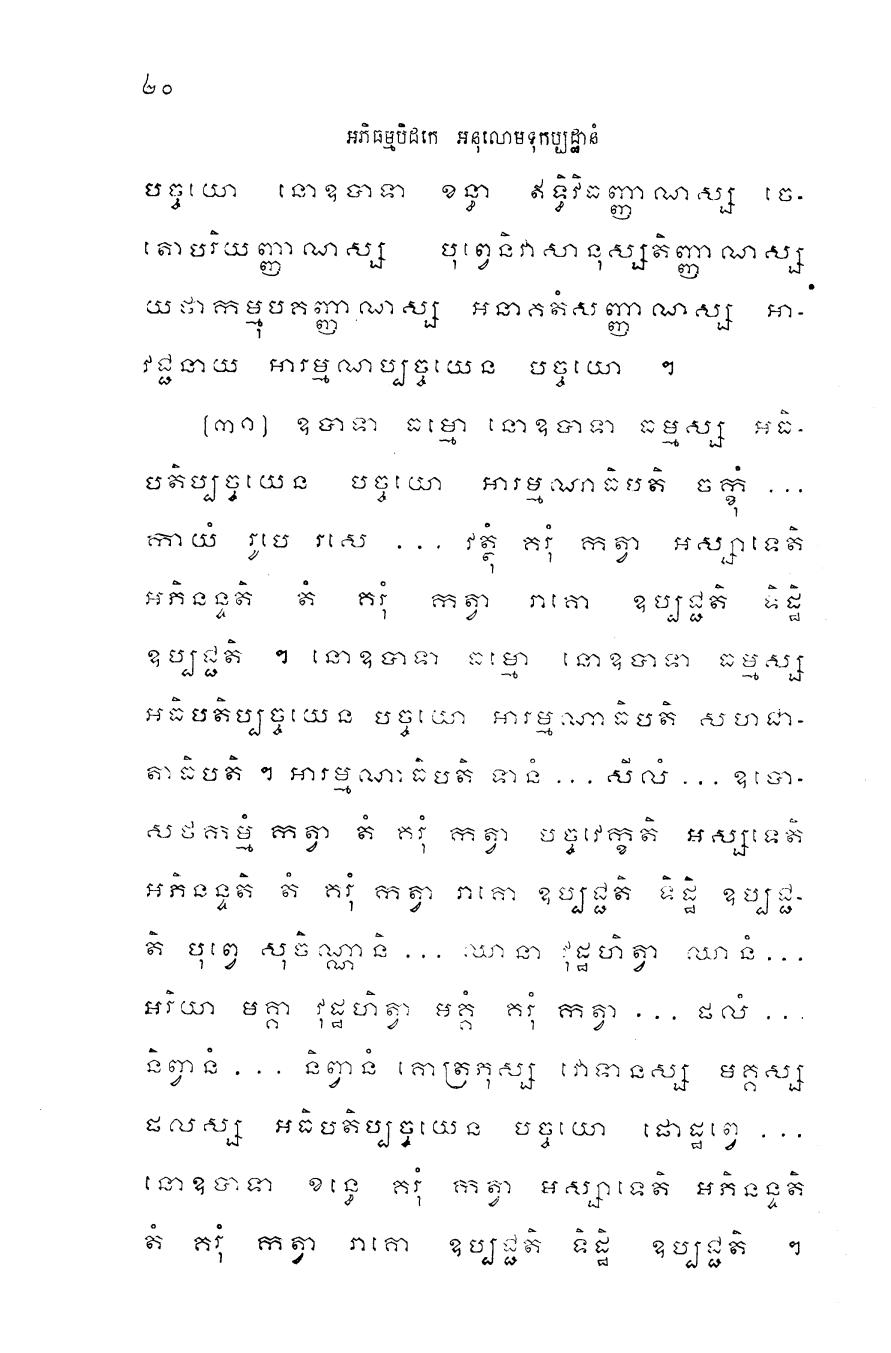 ២០
អភិធម្មបិដកេ អនុលោមទុកប្បដ្ឋានំ
បច្ចយោ នោឧបាទា ខន្ធា ឥទ្ធិវិធញ្ញាណស្ស ចេ-
តោបរិយញ្ញាណស្ស បុព្វេនិវាសានុស្សតិញ្ញាណស្ស
យថាកម្មុបគញ្ញាណស្ស អនាគតំសញ្ញាណស្ស អា-
វជ្ជនាយ អារម្មណប្បច្ចយេន បច្ចយោ ។
(៣១) ឧបាទា ធម្មោ នោឧបាទា ធម្មស្ស អធិ-
បតិប្បច្ចយេន បច្ចយោ អារម្មណាធិបតិ ចក្ខុំ ...
កាយំ រូបេ រសេ ... វត្ថុំ គរុំ កត្វា អស្សាទេតិ
អភិនន្ទតិ តំ គរុំ កត្វា រាគោ ឧប្បជ្ជតិ ទិដ្ឋិ
ឧប្បជ្ជតិ ។ នោឧបាទា ធម្មោ នោឧបាទា ធម្មស្ស
អធិបតិប្បច្ចយេន បច្ចយោ អារម្មណាធិបតិ សហជា-
តាធិបតិ ។ អារម្មណាធិបតិ ទានំ ... សីលំ ... ឧបោ-
សថកម្មំ កត្វា តំ គរុំ កត្វា បច្ចវេក្ខតិ អស្សទេតិ
អភិនន្ទតិ តំ គរុំ កត្វា រាគោ ឧប្បជ្ជតិ ទិដ្ឋិ ឧប្បជ្ជ-
តិ បុព្វេ សុចិណ្ណានិ ... ឈានា វុដ្ឋហិត្វា ឈានំ...
អរិយា មគ្គា វុដ្ឋហិត្វា មគ្គំ គរុំ កត្វា ... ផលំ ...
និព្វានំ ... និព្វានំ គោត្រភុស្ស វោទានស្ស មគ្គស្ស
ផលស្ស អធិបតិប្បច្ចយេន បច្ចយោ ផោដ្ឋព្វេ ...
នោឧបាទា ខន្ធេ គរុំ កត្វា អស្សាទេតិ អភិនន្ទតិ
តំ គរុំ កត្វា រាគោ ឧប្បជ្ជតិ ទិដ្ឋិ ឧប្បជ្ជតិ ។